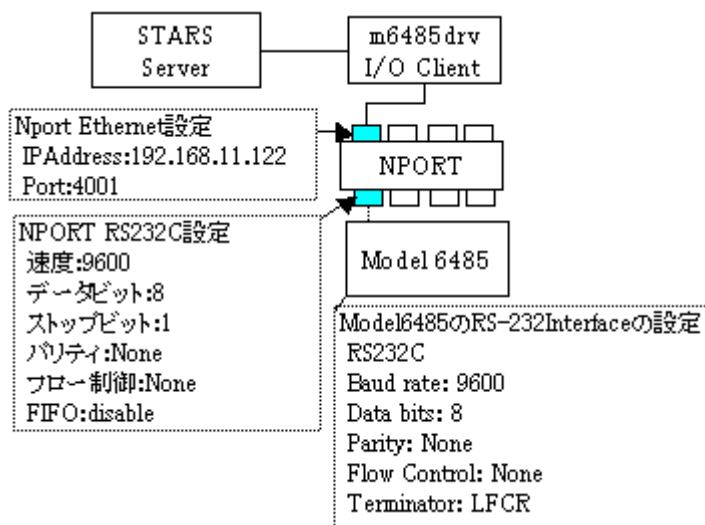 STARS
Server
m6485drv
I/O Client
Nport Ethernet設定
IPAddress:192.168.11.122
Port:4001
NPORT
NPORT RS232C設定
速度:9600
データビット:8
ストップビット:1
パリティ:None
フロー制御:None
FIFO:disable
Model 6485
Model6485のRS-232Interfaceの設定
RS232C
Baud rate: 9600
Data bits: 8
Parity: None
Flow Control: None
Terminator: LFCR